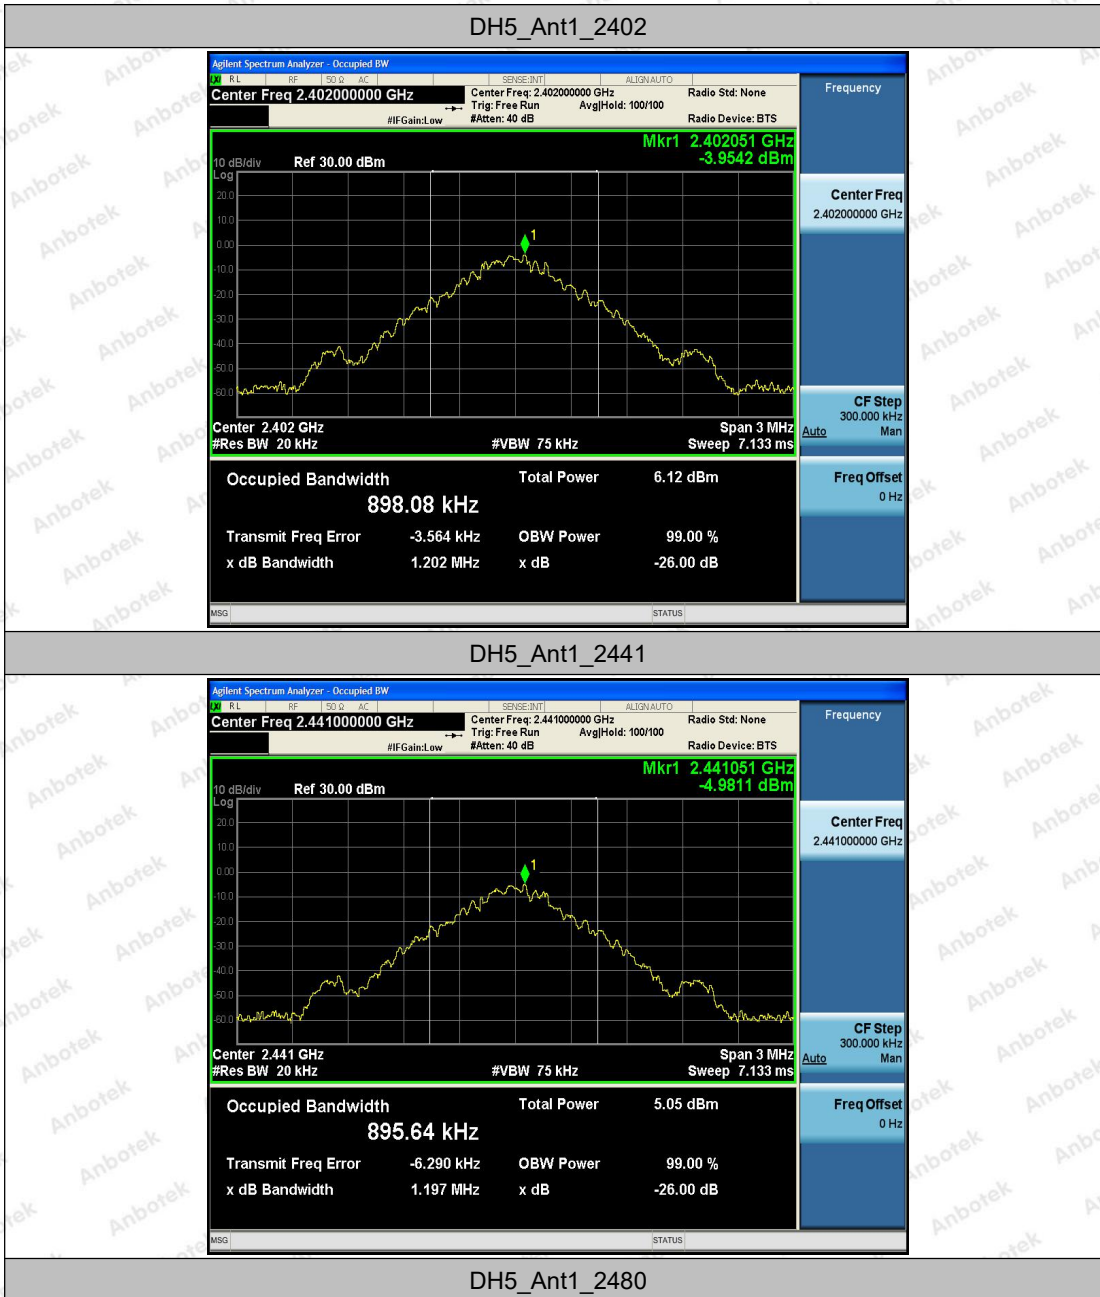 DH5_Ant1_2402
Agilent Spectrum Analyzer - Occupied BW
LXI RL RF 50 Ω AC SENSE:INT ALIGNAUTO
Center Freq 2.402000000 GHz
Center Freq: 2.402000000 GHz Radio Std: None
Trig: Free Run Avg|Hold: 100/100
#IFGain:Low #Atten: 40 dB Radio Device: BTS
Mkr1 2.402051 GHz
-3.9542 dBm
10 dB/div Ref 30.00 dBm
Log
20.0
10.0
0.00
-10.0
-20.0
-30.0
-40.0
-50.0
-60.0
1
Center 2.402 GHz Span 3 MHz
#Res BW 20 kHz #VBW 75 kHz Sweep 7.133 ms
Occupied Bandwidth Total Power 6.12 dBm
898.08 kHz
Transmit Freq Error -3.564 kHz OBW Power 99.00 %
x dB Bandwidth 1.202 MHz x dB -26.00 dB
MSG STATUS
Frequency
Center Freq
2.402000000 GHz
CF Step
300.000 kHz
Auto Man
Freq Offset
0 Hz
DH5_Ant1_2441
Agilent Spectrum Analyzer - Occupied BW
LXI RL RF 50 Ω AC SENSE:INT ALIGNAUTO
Center Freq 2.441000000 GHz
Center Freq: 2.441000000 GHz Radio Std: None
Trig: Free Run Avg|Hold: 100/100
#IFGain:Low #Atten: 40 dB Radio Device: BTS
Mkr1 2.441051 GHz
-4.9811 dBm
10 dB/div Ref 30.00 dBm
Log
20.0
10.0
0.00
-10.0
-20.0
-30.0
-40.0
-50.0
-60.0
1
Center 2.441 GHz Span 3 MHz
#Res BW 20 kHz #VBW 75 kHz Sweep 7.133 ms
Occupied Bandwidth Total Power 5.05 dBm
895.64 kHz
Transmit Freq Error -6.290 kHz OBW Power 99.00 %
x dB Bandwidth 1.197 MHz x dB -26.00 dB
MSG STATUS
Frequency
Center Freq
2.441000000 GHz
CF Step
300.000 kHz
Auto Man
Freq Offset
0 Hz
DH5_Ant1_2480
Anbotek